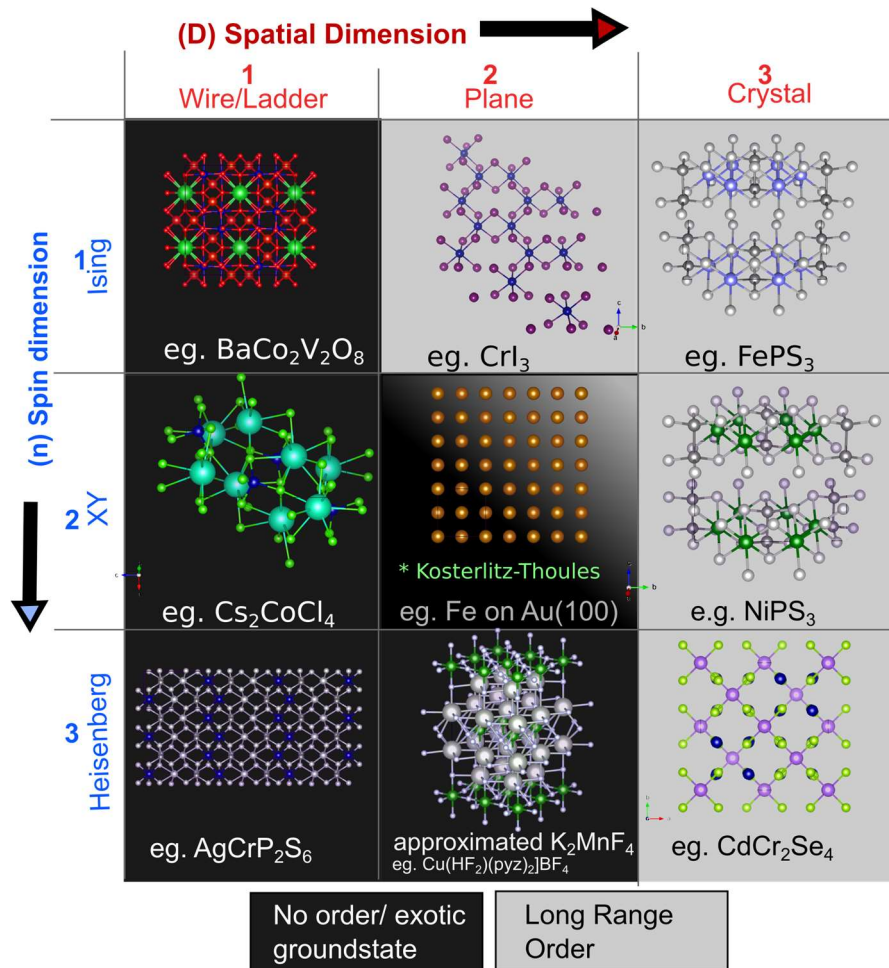 (D) Spatial Dimension
1
Wire/Ladder
2
Plane
3
Crystal
(n) Spin dimension
1
Ising
eg. BaCo₂V₂O₈
eg. CrI₃
c
b
a
eg. FePS₃
2
XY
c
eg. Cs₂CoCl₄
* Kosterlitz-Thoules
eg. Fe on Au(100)
b
e.g. NiPS₃
3
Heisenberg
eg. AgCrP₂S₆
approximated K₂MnF₄
eg. Cu(HF₂)(pyz)₂]BF₄
b
a
eg. CdCr₂Se₄
No order/ exotic
groundstate
Long Range
Order